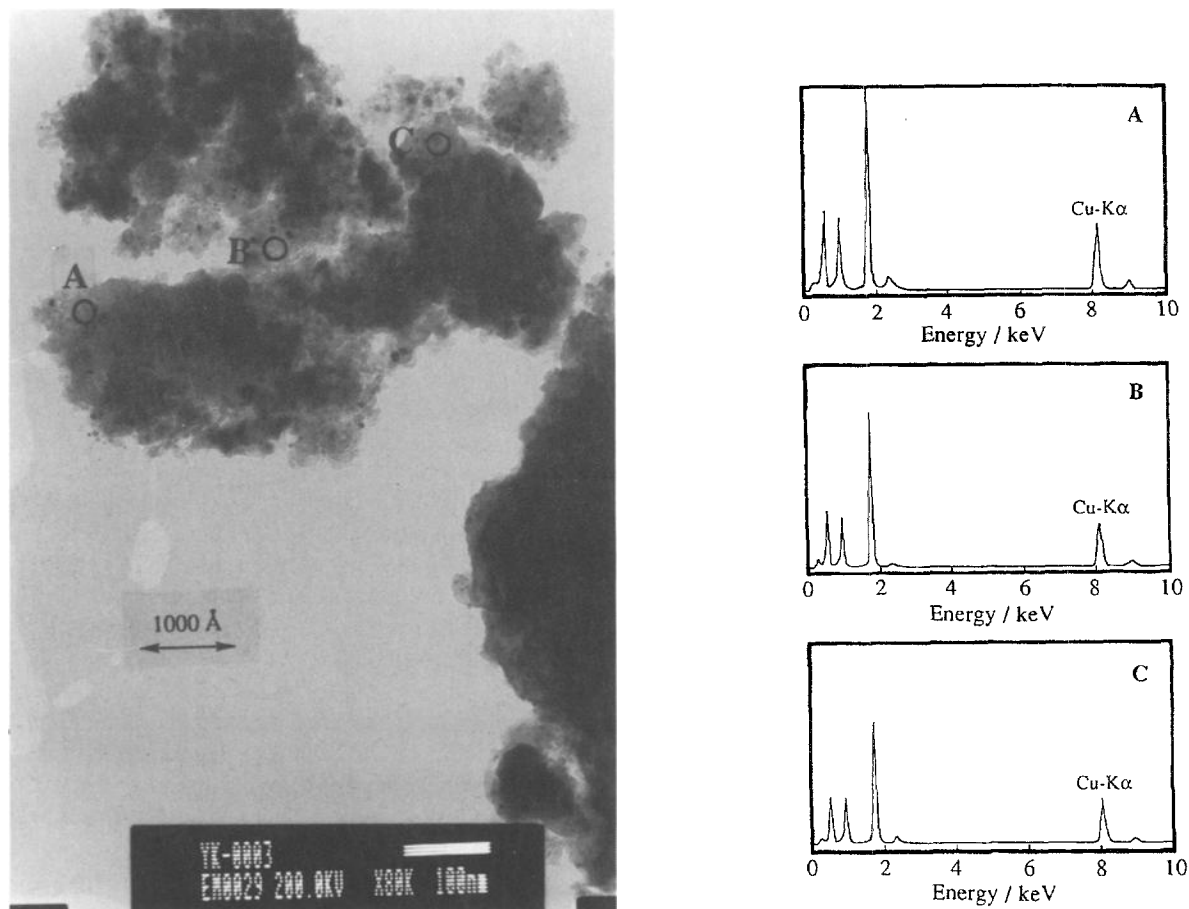 C
B
A
1000 Å
YK-0003
EM0029 200.0KV X80K 100nm
A
Cu-Kα
0 2 4 6 8 10
Energy / keV
B
Cu-Kα
0 2 4 6 8 10
Energy / keV
C
Cu-Kα
0 2 4 6 8 10
Energy / keV